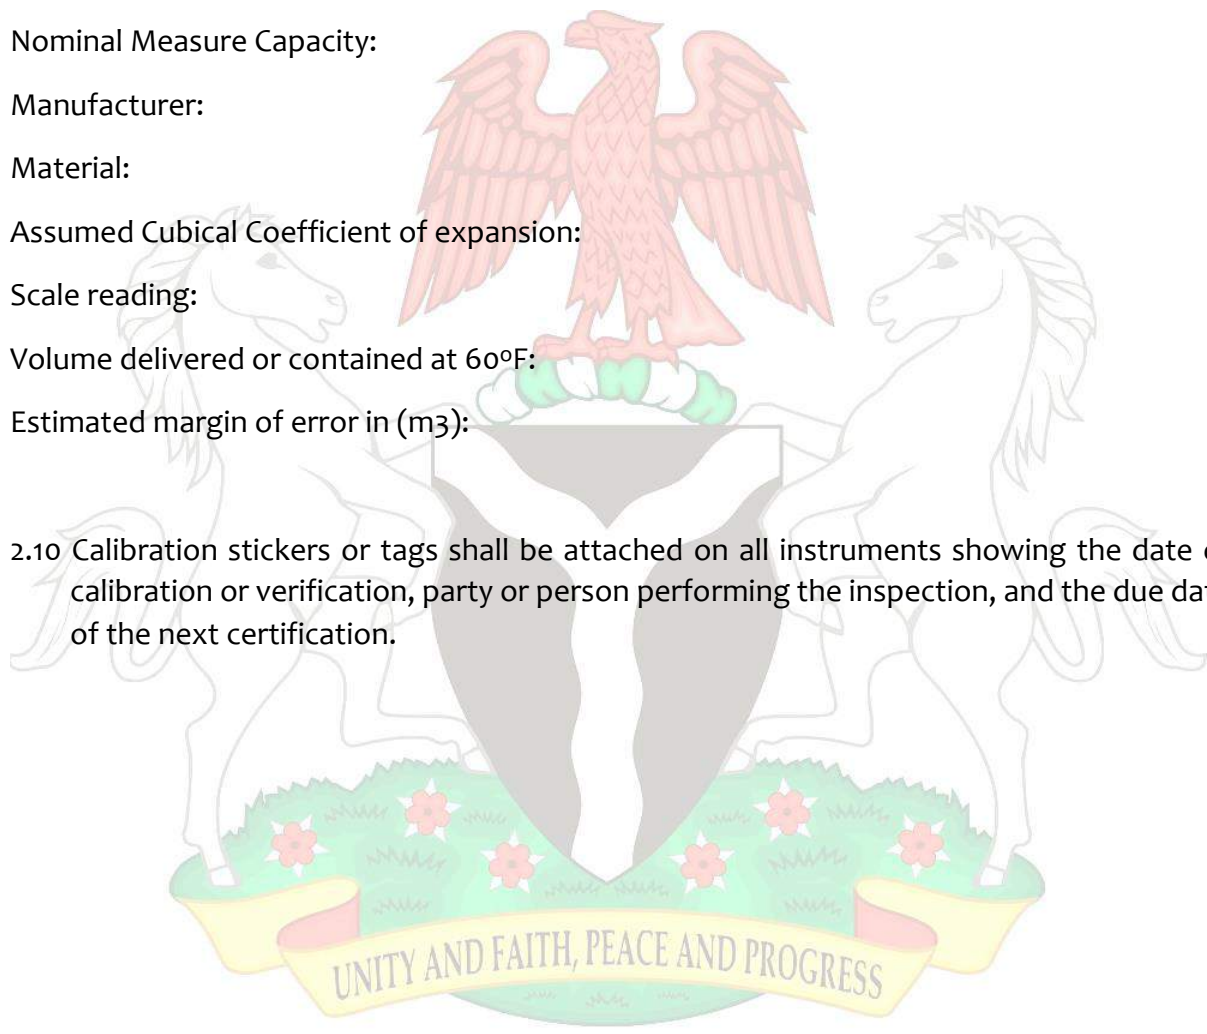 Nominal Measure Capacity:
Manufacturer:
Material:
Assumed Cubical Coefficient of expansion:
Scale reading:
Volume delivered or contained at 60ºF:
Estimated margin of error in (m3):
2.10 Calibration stickers or tags shall be attached on all instruments showing the date
calibration or verification, party or person performing the inspection, and the due
of the next certification.
UNITY AND FAITH, PEACE AND PROGRESS